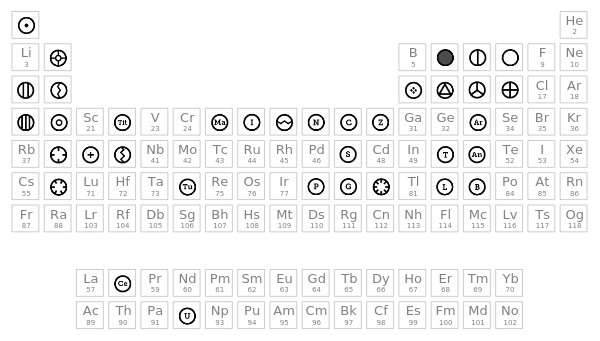 He
2
Li B F Ne
3 5 9 10
Cl Ar
17 18
Sc Tit V Cr Ma I N C Z Ga Ge Ar Se Br Kr
21 23 24 31 32 34 35 36
Rb Nb Mo Tc Ru Rh Pd S Cd In T An Te I Xe
37 41 42 43 44 45 46 48 49 52 53 54
Cs Lu Hf Ta Tu Re Os Ir P G Tl L B Po At Rn
55 71 72 73 75 76 77 81 84 85 86
Fr Ra Lr Rf Db Sg Bh Hs Mt Ds Rg Cn Nh Fl Mc Lv Ts Og
87 88 103 104 105 106 107 108 109 110 111 112 113 114 115 116 117 118
La Ce Pr Nd Pm Sm Eu Gd Tb Dy Ho Er Tm Yb
57 59 60 61 62 63 64 65 66 67 68 69 70
Ac Th Pa U Np Pu Am Cm Bk Cf Es Fm Md No
89 90 91 93 94 95 96 97 98 99 100 101 102